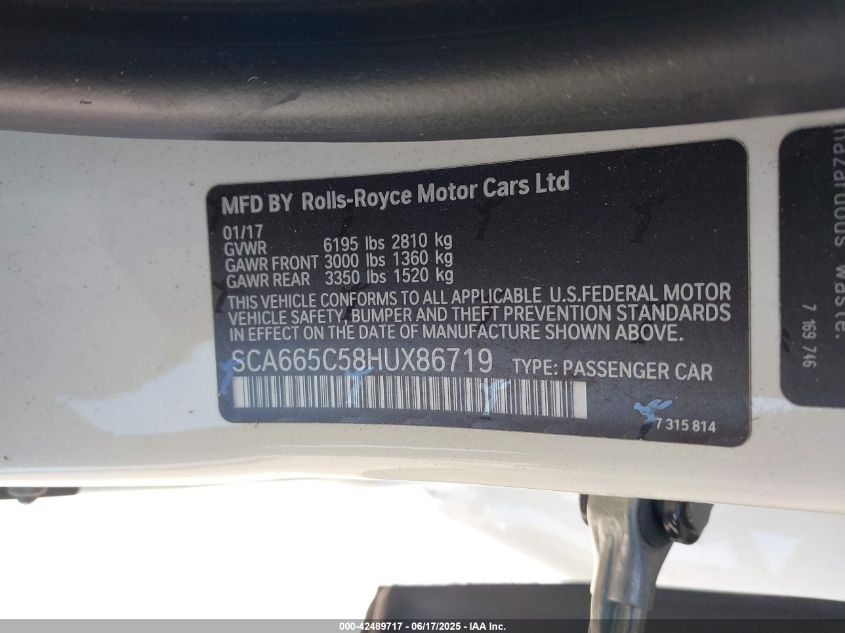 MFD BY Rolls-Royce Motor Cars Ltd
01/17
GVWR 6195 lbs 2810 kg
GAWR FRONT 3000 lbs 1360 kg
GAWR REAR 3350 lbs 1520 kg
THIS VEHICLE CONFORMS TO ALL APPLICABLE U.S.FEDERAL MOTOR
VEHICLE SAFETY, BUMPER AND THEFT PREVENTION STANDARDS
IN EFFECT ON THE DATE OF MANUFACTURE SHOWN ABOVE.
SCA665C58HUX86719 TYPE: PASSENGER CAR
7 315 814
hazardous waste.
7 169 746
000-42489717 - 06/17/2025 - IAA Inc.